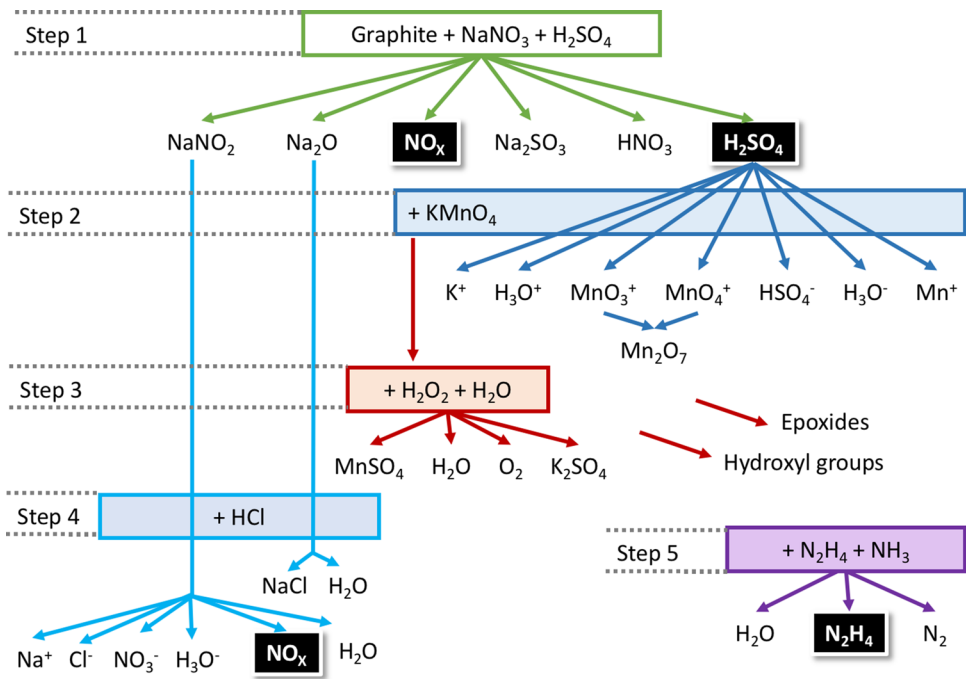 Step 1
Graphite + NaNO₃ + H₂SO₄
NaNO₂ Na₂O NOₓ Na₂SO₃ HNO₃ H₂SO₄
Step 2
+ KMnO₄
K⁺ H₃O⁺ MnO₃⁺ MnO₄⁺ HSO₄⁻ H₃O⁻ Mn⁺
Mn₂O₇
Step 3
+ H₂O₂ + H₂O
Epoxides
MnSO₄ H₂O O₂ K₂SO₄
Hydroxyl groups
Step 4
+ HCl
Step 5
+ N₂H₄ + NH₃
NaCl H₂O
H₂O N₂H₄ N₂
Na⁺ Cl⁻ NO₃⁻ H₃O⁻ NOₓ H₂O